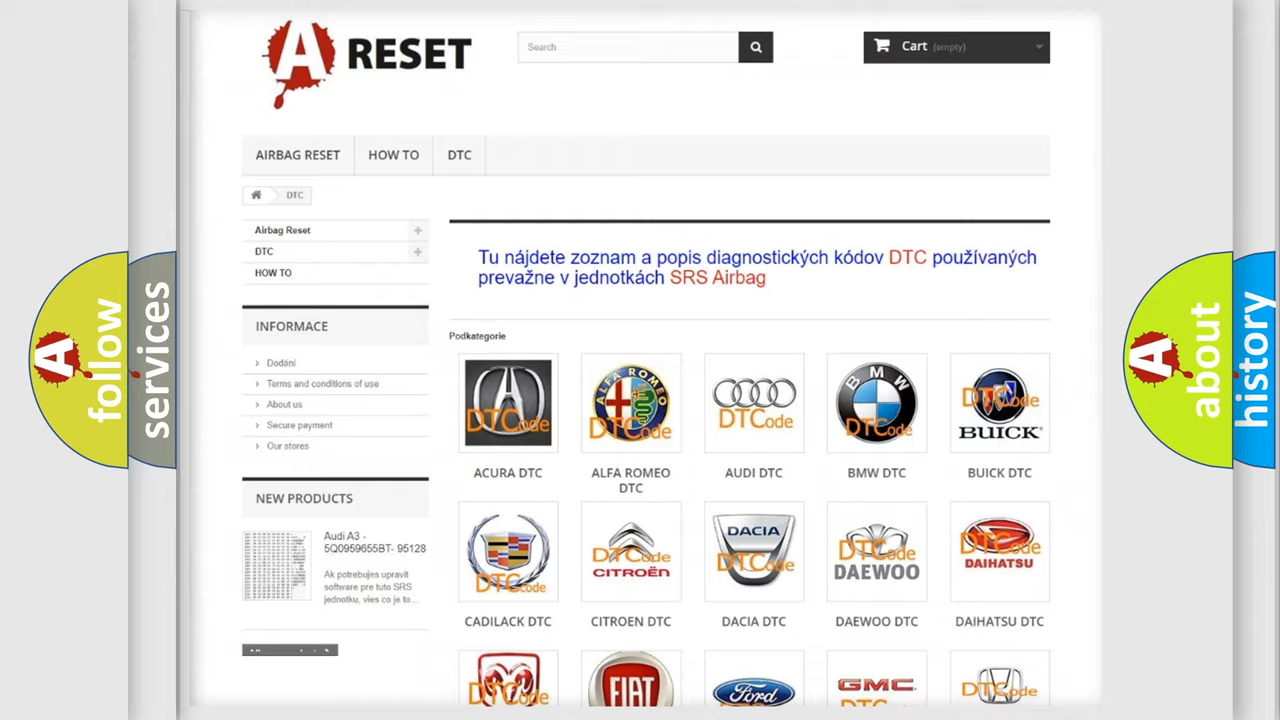 A RESET
Search
Cart (empty)
AIRBAG RESET
HOW TO
DTC
DTC
Airbag Reset
DTC
HOW TO
INFORMACE
Dodání
Terms and conditions of use
About us
Secure payment
Our stores
NEW PRODUCTS
Audi A3 -
5Q0959655BT- 95128
Ak potrebujes upravit
software pre tuto SRS
jednotku, vies co je to...
Tu nájdete zoznam a popis diagnostických kódov DTC používaných
prevažne v jednotkách SRS Airbag
Podkategorie
DTCode
ALFA ROMEO
DTCode
DTCode
BMW
DTCode
DTCode
BUICK
ACURA DTC
ALFA ROMEO
DTC
AUDI DTC
BMW DTC
BUICK DTC
DTCode
DTCode
CITROËN
DACIA
DTCode
DTCode
DAEWOO
DTCode
DAIHATSU
CADILACK DTC
CITROEN DTC
DACIA DTC
DAEWOO DTC
DAIHATSU DTC
DTCode
FIAT
Ford
GMC
DTCode
A follow
services
A about
history